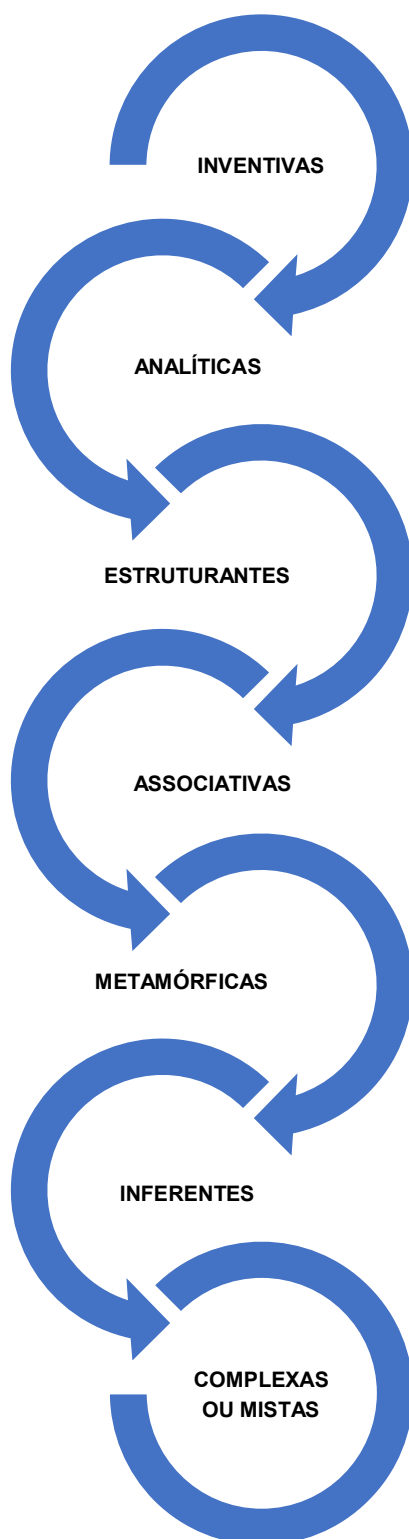 INVENTIVAS
ANALÍTICAS
ESTRUTURANTES
ASSOCIATIVAS
METAMÓRFICAS
INFERENTES
COMPLEXAS
OU MISTAS